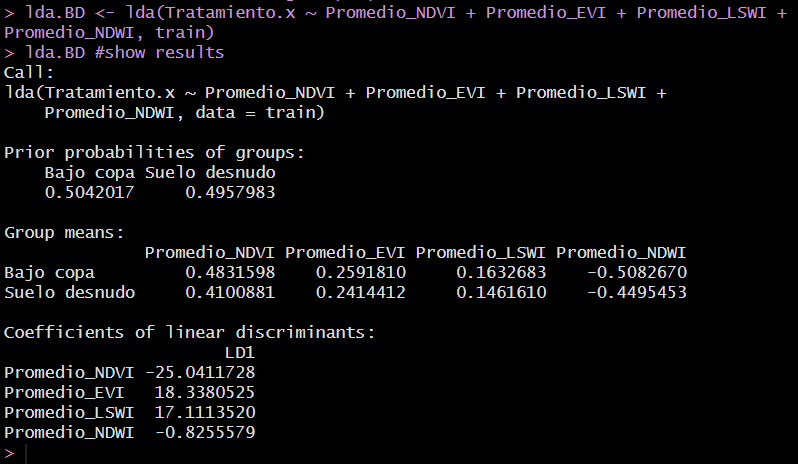 > lda.BD <- lda(Tratamiento.x ~ Promedio_NDVI + Promedio_EVI + Promedio_LSWI +
Promedio_NDWI, train)
> lda.BD #show results
Call:
lda(Tratamiento.x ~ Promedio_NDVI + Promedio_EVI + Promedio_LSWI +
    Promedio_NDWI, data = train)

Prior probabilities of groups:
    Bajo copa Suelo desnudo
    0.5042017     0.4957983

Group means:
              Promedio_NDVI Promedio_EVI Promedio_LSWI Promedio_NDWI
Bajo copa         0.4831598    0.2591810     0.1632683    -0.5082670
Suelo desnudo     0.4100881    0.2414412     0.1461610    -0.4495453

Coefficients of linear discriminants:
                      LD1
Promedio_NDVI -25.0411728
Promedio_EVI   18.3380525
Promedio_LSWI  17.1113520
Promedio_NDWI  -0.8255579
>